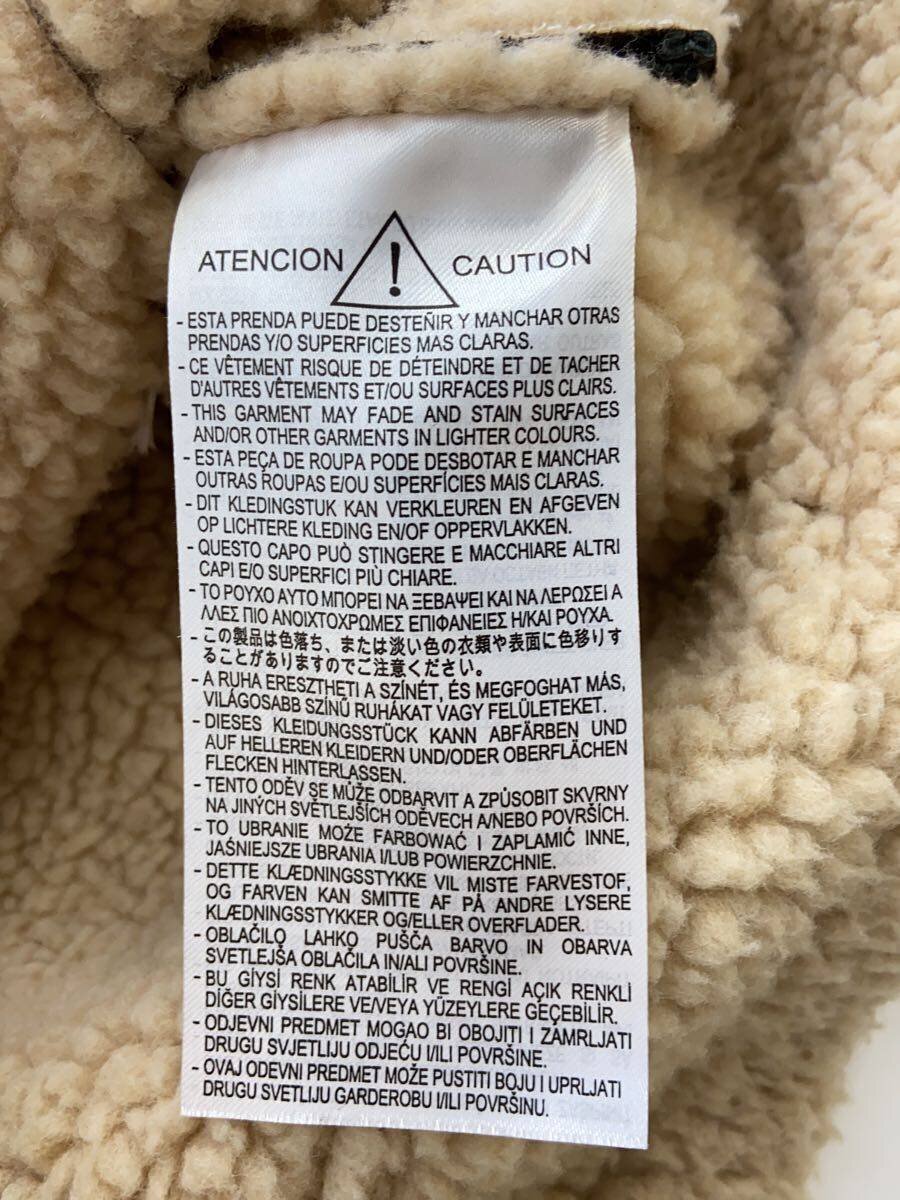 ATENCION ! CAUTION
- ESTA PRENDA PUEDE DESTEÑIR Y MANCHAR OTRAS
PRENDAS Y/O SUPERFICIES MAS CLARAS.
- CE VÊTEMENT RISQUE DE DÉTEINDRE ET DE TACHER
D'AUTRES VÊTEMENTS ET/OU SURFACES PLUS CLAIRS.
- THIS GARMENT MAY FADE AND STAIN SURFACES
AND/OR OTHER GARMENTS IN LIGHTER COLOURS.
- ESTA PEÇA DE ROUPA PODE DESBOTAR E MANCHAR
OUTRAS ROUPAS E/OU SUPERFÍCIES MAIS CLARAS.
- DIT KLEDINGSTUK KAN VERKLEUREN EN AFGEVEN
OP LICHTERE KLEDING EN/OF OPPERVLAKKEN.
- QUESTO CAPO PUÒ STINGERE E MACCHIARE ALTRI
CAPI E/O SUPERFICI PIÙ CHIARE.
- ΤΟ ΡΟΥΧΟ ΑΥΤΟ ΜΠΟΡΕΙ ΝΑ ΞΕΒΑΨΕΙ ΚΑΙ ΝΑ ΛΕΡΩΣΕΙ Α
ΛΛΕΣ ΠΙΟ ΑΝΟΙΧΤΟΧΡΩΜΕΣ ΕΠΙΦΑΝΕΙΕΣ Η/ΚΑΙ ΡΟΥΧΑ.
- この製品は色落ち、または淡い色の衣類や表面に色移りす
ることがありますのでご注意ください。
- A RUHA ERESZTHETI A SZÍNÉT, ÉS MEGFOGHAT MÁS,
VILÁGOSABB SZÍNŰ RUHÁKAT VAGY FELÜLETEKET.
- DIESES KLEIDUNGSSTÜCK KANN ABFÄRBEN UND
AUF HELLEREN KLEIDERN UND/ODER OBERFLÄCHEN
FLECKEN HINTERLASSEN.
- TENTO ODĚV SE MŮŽE ODBARVIT A ZPŮSOBIT SKVRNY
NA JINÝCH SVĚTLEJŠÍCH ODĚVECH A/NEBO POVRŠÍCH.
- TO UBRANIE MOŻE FARBOWAĆ I ZAPLAMIĆ INNE,
JAŚNIEJSZE UBRANIA I/LUB POWIERZCHNIE.
- DETTE KLÆDNINGSSTYKKE VIL MISTE FARVESTOF,
OG FARVEN KAN SMITTE AF PÅ ANDRE LYSERE
KLÆDNINGSSTYKKER OG/ELLER OVERFLADER.
- OBLAČILO LAHKO PUŠČA BARVO IN OBARVA
SVETLEJŠA OBLAČILA IN/ALI POVRŠINE.
- BU GİYSİ RENK ATABİLİR VE RENGİ AÇIK RENKLİ
DİĞER GİYSİLERE VE/VEYA YÜZEYLERE GEÇEBİLİR.
- ODJEVNI PREDMET MOGAO BI OBOJITI I ZAMRLJATI
DRUGU SVJETLIJU ODJEĆU I/ILI POVRŠINE.
- OVAJ ODEVNI PREDMET MOŽE PUSTITI BOJU I UPRLJATI
DRUGU SVETLIJU GARDEROBU I/ILI POVRŠINU.